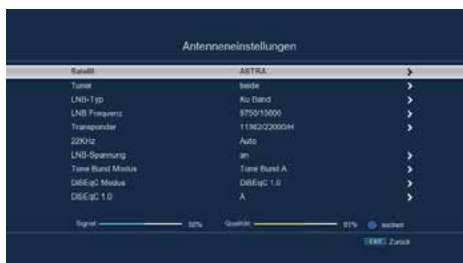 Antenneneinstellungen
Satellit ASTRA
Tuner beide
LNB-Typ Ku Band
LNB Frequenz 9750/10600
Transponder 11362/22000/H
22KHz Auto
LNB-Spannung an
Tone Burst Modus Tone Burst A
DiSEqC Modus DiSEqC 1.0
DiSEqC 1.0 A
Signal 50% Qualität 81% suchen
EXIT Zurück